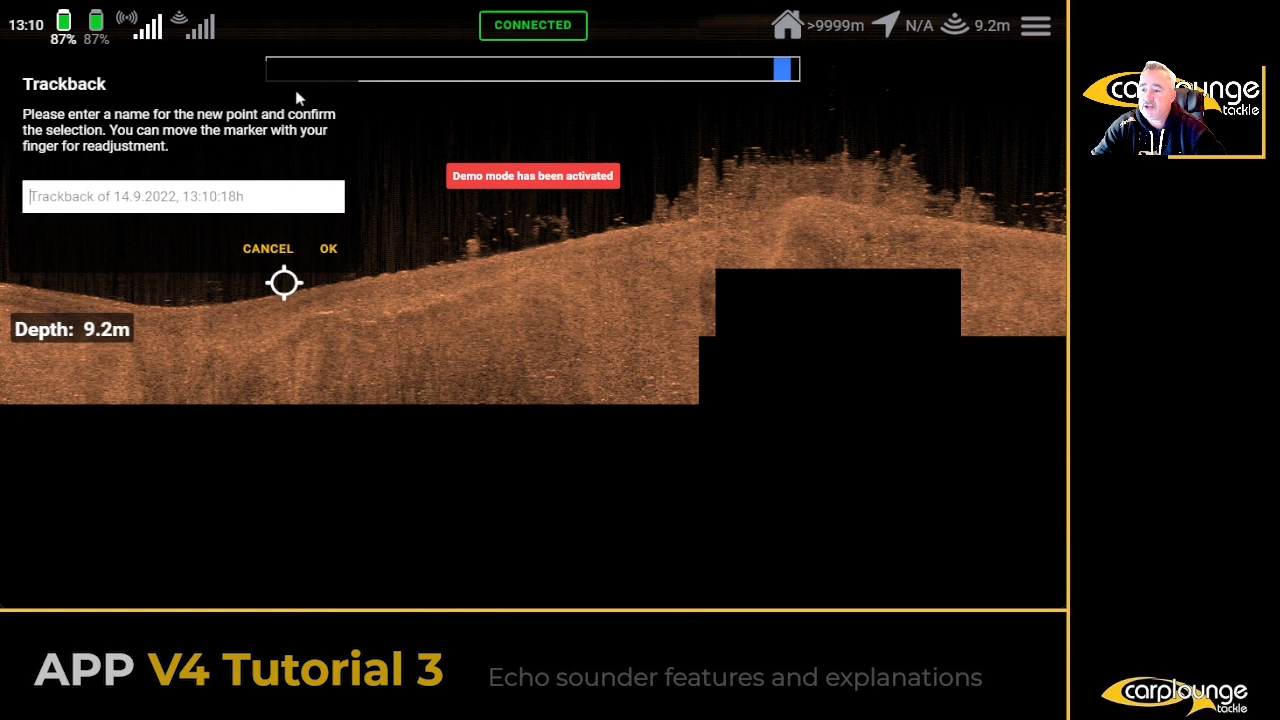 13:10
87% 87%
CONNECTED
>9999m
N/A
9.2m
Trackback
Please enter a name for the new point and confirm
the selection. You can move the marker with your
finger for readjustment.
Demo mode has been activated
Trackback of 14.9.2022, 13:10:18h
CANCEL OK
Depth: 9.2m
APP V4 Tutorial 3
Echo sounder features and explanations
carplounge
tackle
carplounge
tackle